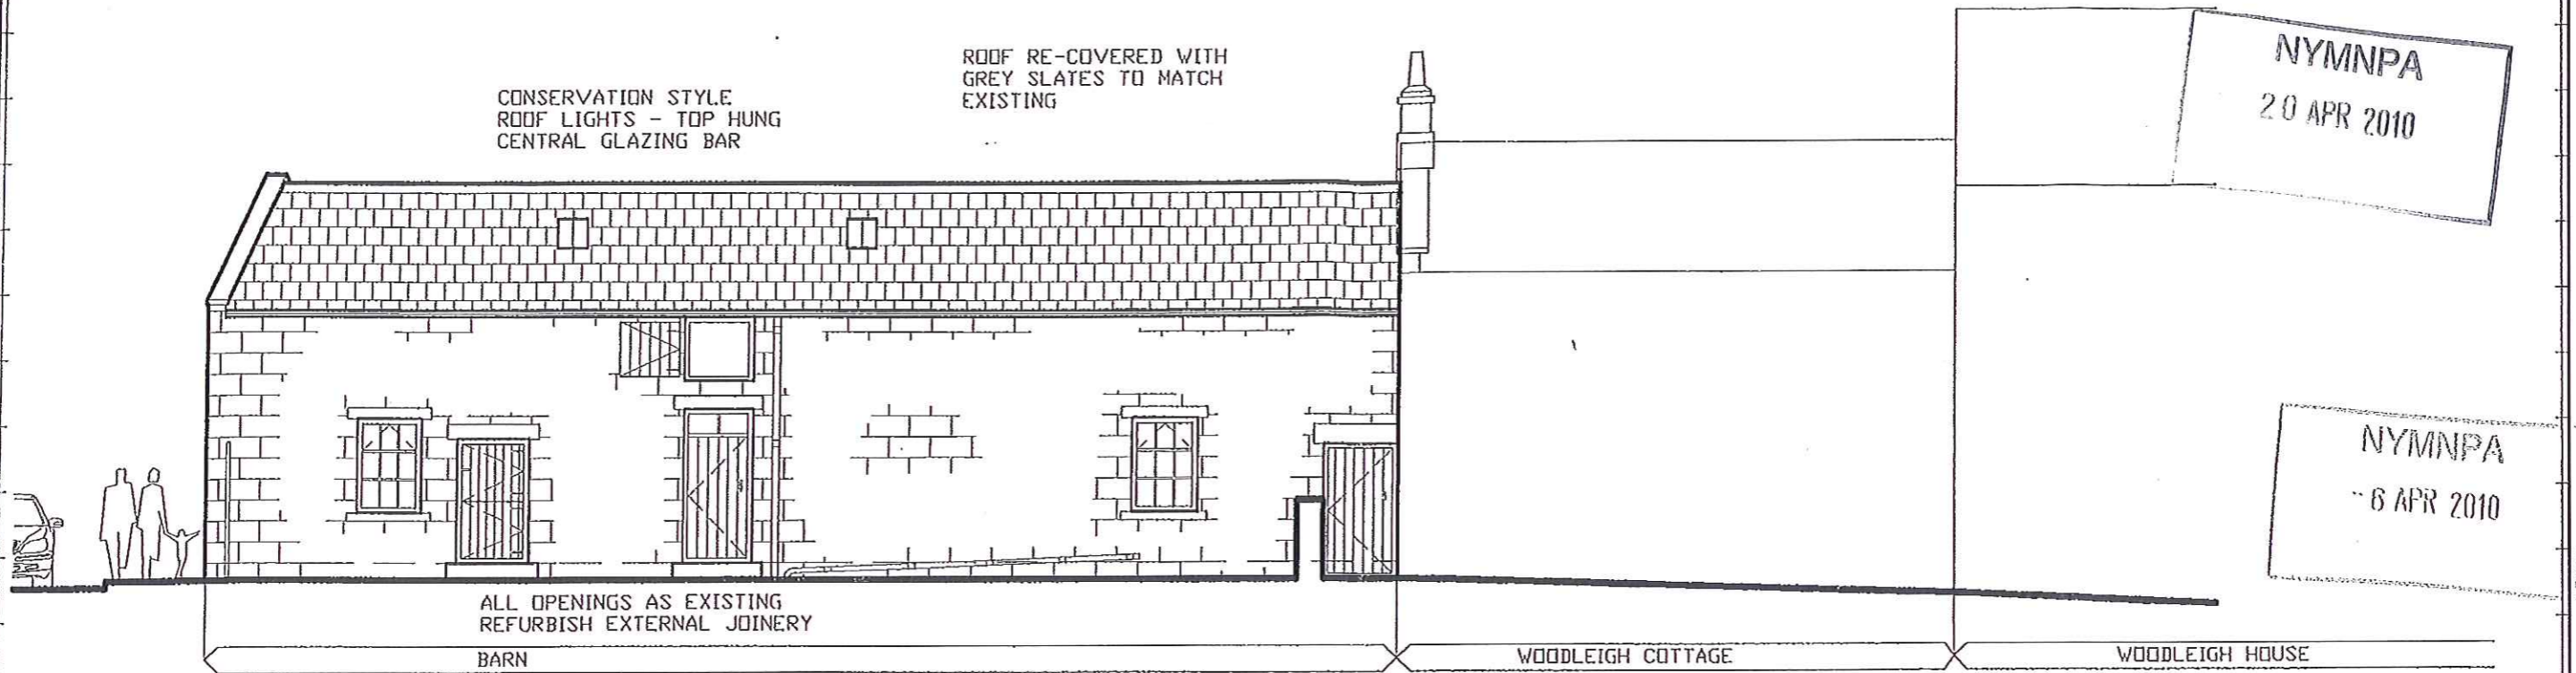 CONSERVATION STYLE
ROOF LIGHTS - TOP HUNG
CENTRAL GLAZING BAR
ROOF RE-COVERED WITH
GREY SLATES TO MATCH
EXISTING
NYMNPA
20 APR 2010
NYMNPA
-6 APR 2010
ALL OPENINGS AS EXISTING
REFURBISH EXTERNAL JOINERY
BARN
WOODLEIGH COTTAGE
WOODLEIGH HOUSE